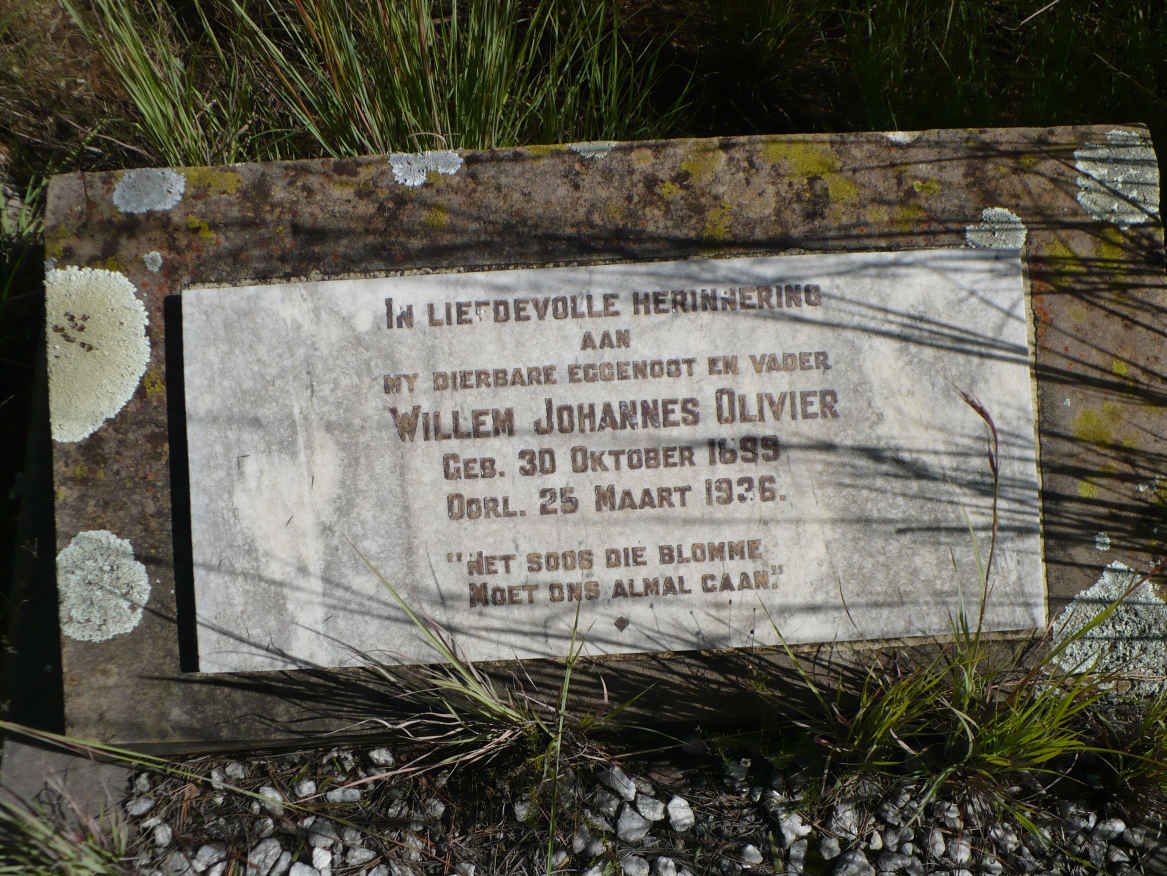 In liefdevolle herinnering
aan
my dierbare eggenoot en vader
Willem Johannes Olivier
Geb. 30 Oktober 1899
Oorl. 25 Maart 1936.
"Net soos die blomme
moet ons almal gaan."